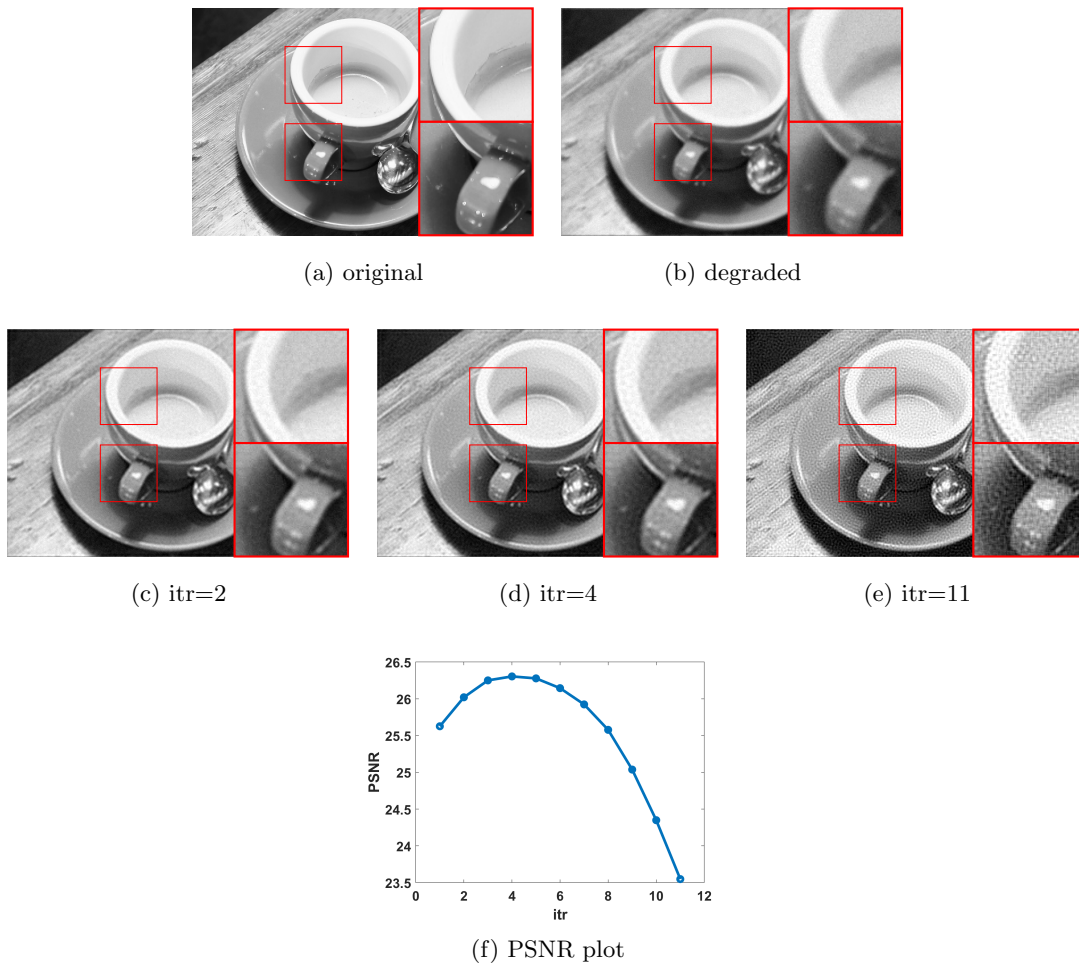 (a) original
(b) degraded
(c) itr=2
(d) itr=4
(e) itr=11
26.5
26
25.5
25
24.5
24
23.5
PSNR
0 2 4 6 8 10 12
itr
(f) PSNR plot